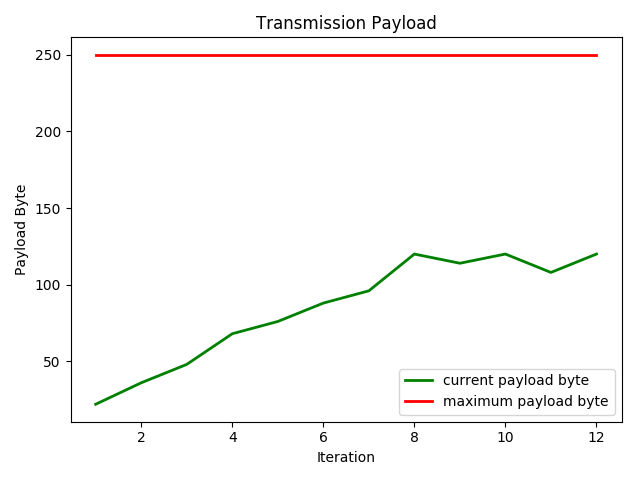 Transmission Payload
250
200
150
100
50
Payload Byte
2 4 6 8 10 12
Iteration
current payload byte
maximum payload byte